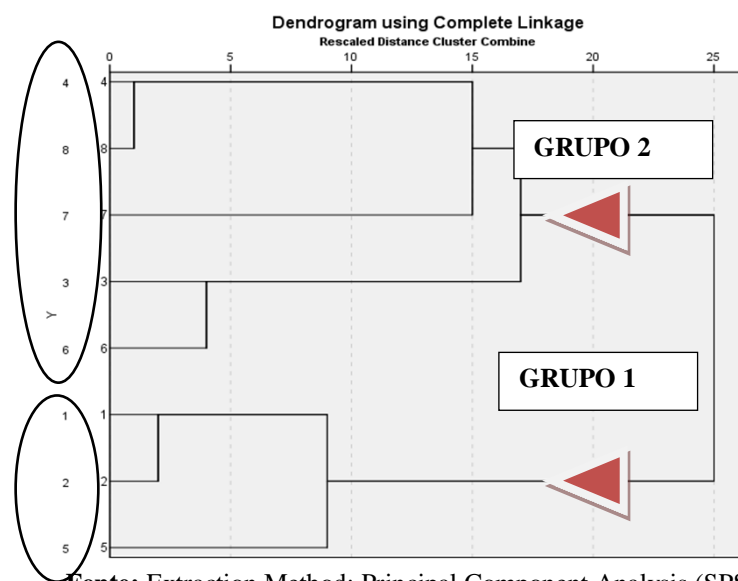 Dendrogram using Complete Linkage
Rescaled Distance Cluster Combine
0 5 10 15 20 25
4 4
8 8
GRUPO 2
7 7
3 3
Y
6 6
GRUPO 1
1 1
2 2
5 5
Fonte: Extraction Method: Principal Component Analysis